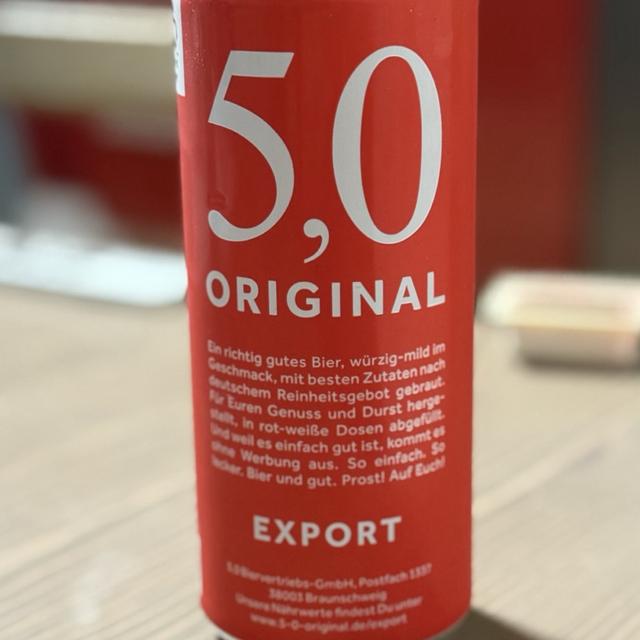 5,0
ORIGINAL
Ein richtig gutes Bier, würzig-mild im
Geschmack, mit besten Zutaten nach
deutschem Reinheitsgebot gebraut.
Für Euren Genuss und Durst herge-
stellt, in rot-weiße Dosen abgefüllt.
Und weil es einfach gut ist, kommt es
ohne Werbung aus. So einfach. So
lecker. Bier und gut. Prost! Auf Euch!
EXPORT
5,0 Biervertriebs-GmbH, Postfach 1337
38003 Braunschweig
Unsere Nährwerte findest Du unter
www.5-0-original.de/export